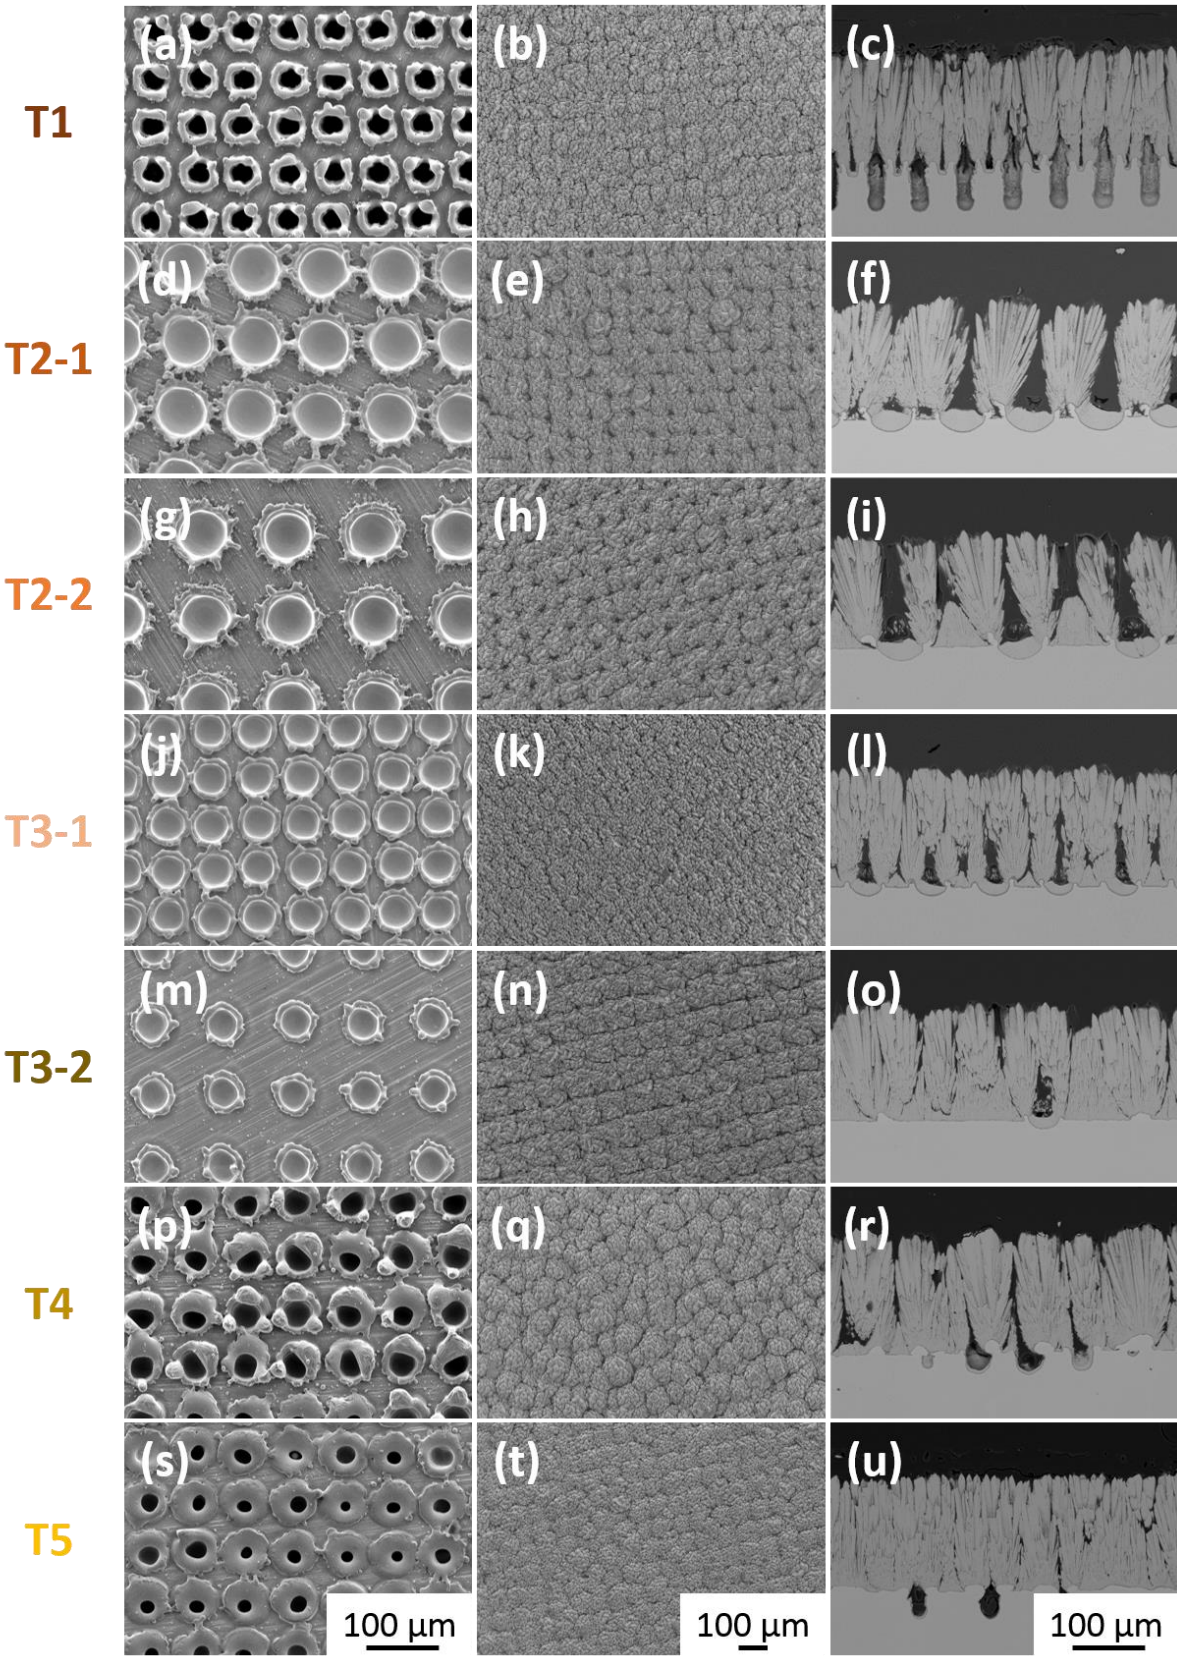 T1
(a)
(b)
(c)
T2-1
(d)
(e)
(f)
T2-2
(g)
(h)
(i)
T3-1
(j)
(k)
(l)
T3-2
(m)
(n)
(o)
T4
(p)
(q)
(r)
T5
(s)
(t)
(u)
100 µm
100 µm
100 µm